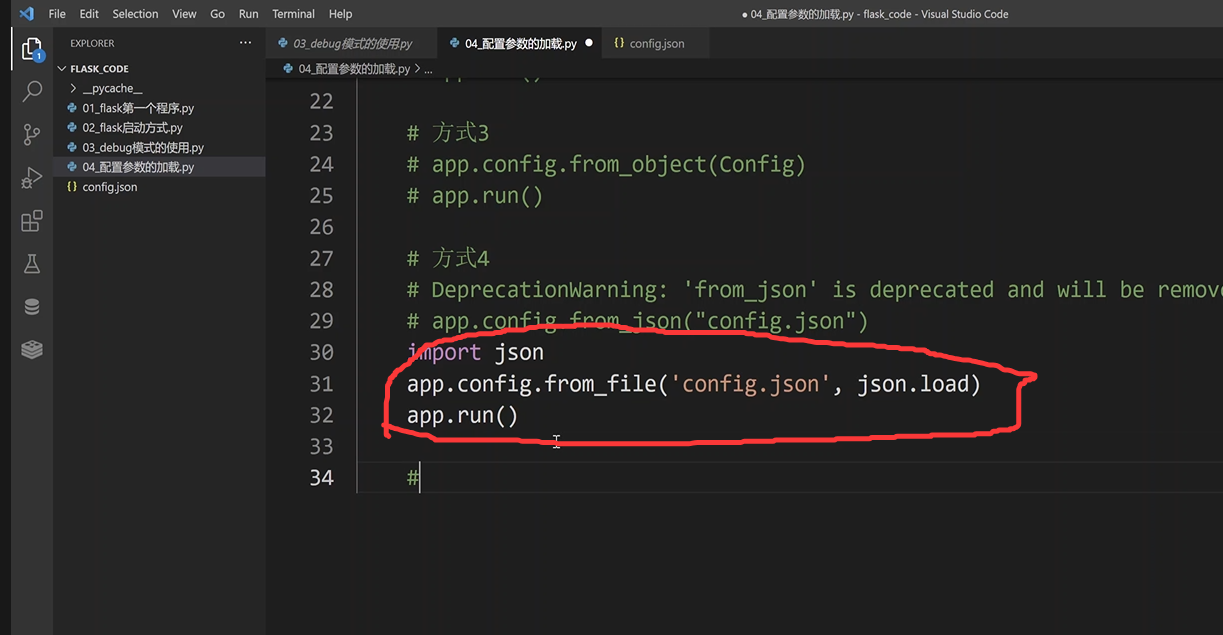 File Edit Selection View Go Run Terminal Help
● 04_配置参数的加载.py - flask_code - Visual Studio Code
EXPLORER
FLASK_CODE
__pycache__
01_flask第一个程序.py
02_flask启动方式.py
03_debug模式的使用.py
04_配置参数的加载.py
{} config.json
1
03_debug模式的使用.py
04_配置参数的加载.py ●
{} config.json
04_配置参数的加载.py > ...
22
23 # 方式3
24 # app.config.from_object(Config)
25 # app.run()
26
27 # 方式4
28 # DeprecationWarning: 'from_json' is deprecated and will be remove
29 # app.config.from_json("config.json")
30 import json
31 app.config.from_file('config.json', json.load)
32 app.run()
33
34 #